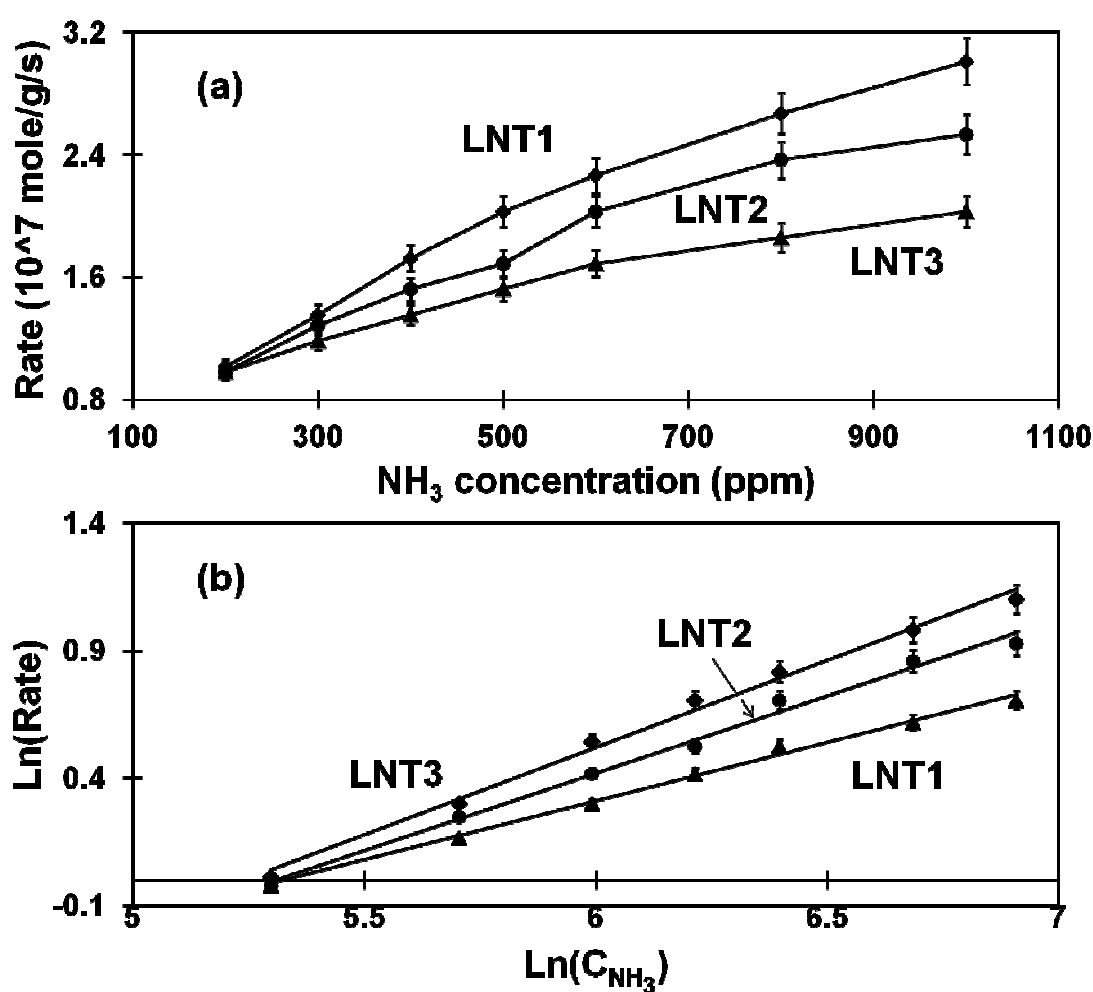 3.2
(a)
LNT1
2.4
LNT2
LNT3
1.6
0.8
100 300 500 700 900 1100
Rate (10^7 mole/g/s)
NH₃ concentration (ppm)
1.4
(b)
LNT2
0.9
LNT3
LNT1
0.4
-0.1
5 5.5 6 6.5 7
Ln(Rate)
Ln(C_NH₃)